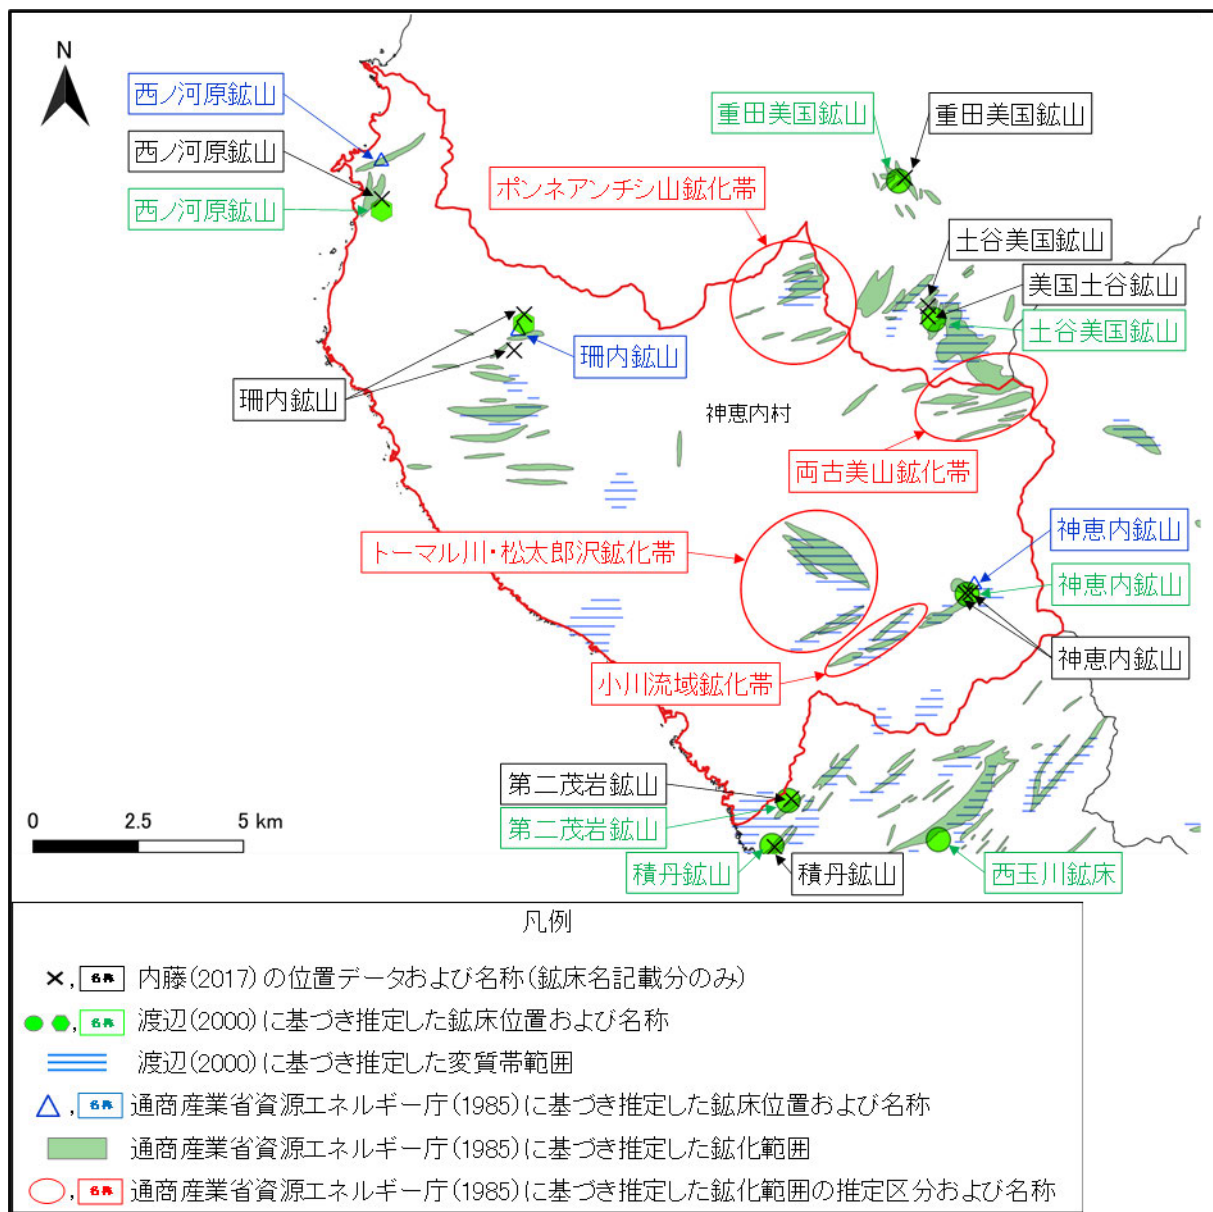 N
西ノ河原鉱山
西ノ河原鉱山
西ノ河原鉱山
重田美国鉱山
重田美国鉱山
ポンネアンチシ山鉱化帯
土谷美国鉱山
美国土谷鉱山
土谷美国鉱山
珊内鉱山
珊内鉱山
神恵内村
両古美山鉱化帯
トーマル川・松太郎沢鉱化帯
神恵内鉱山
神恵内鉱山
神恵内鉱山
小川流域鉱化帯
第二茂岩鉱山
第二茂岩鉱山
積丹鉱山
積丹鉱山
西玉川鉱床
0 2.5 5 km
凡例
名称 内藤(2017)の位置データおよび名称(鉱床名記載分のみ)
名称 渡辺(2000)に基づき推定した鉱床位置および名称
渡辺(2000)に基づき推定した変質帯範囲
名称 通商産業省資源エネルギー庁(1985)に基づき推定した鉱床位置および名称
通商産業省資源エネルギー庁(1985)に基づき推定した鉱化範囲
名称 通商産業省資源エネルギー庁(1985)に基づき推定した鉱化範囲の推定区分および名称